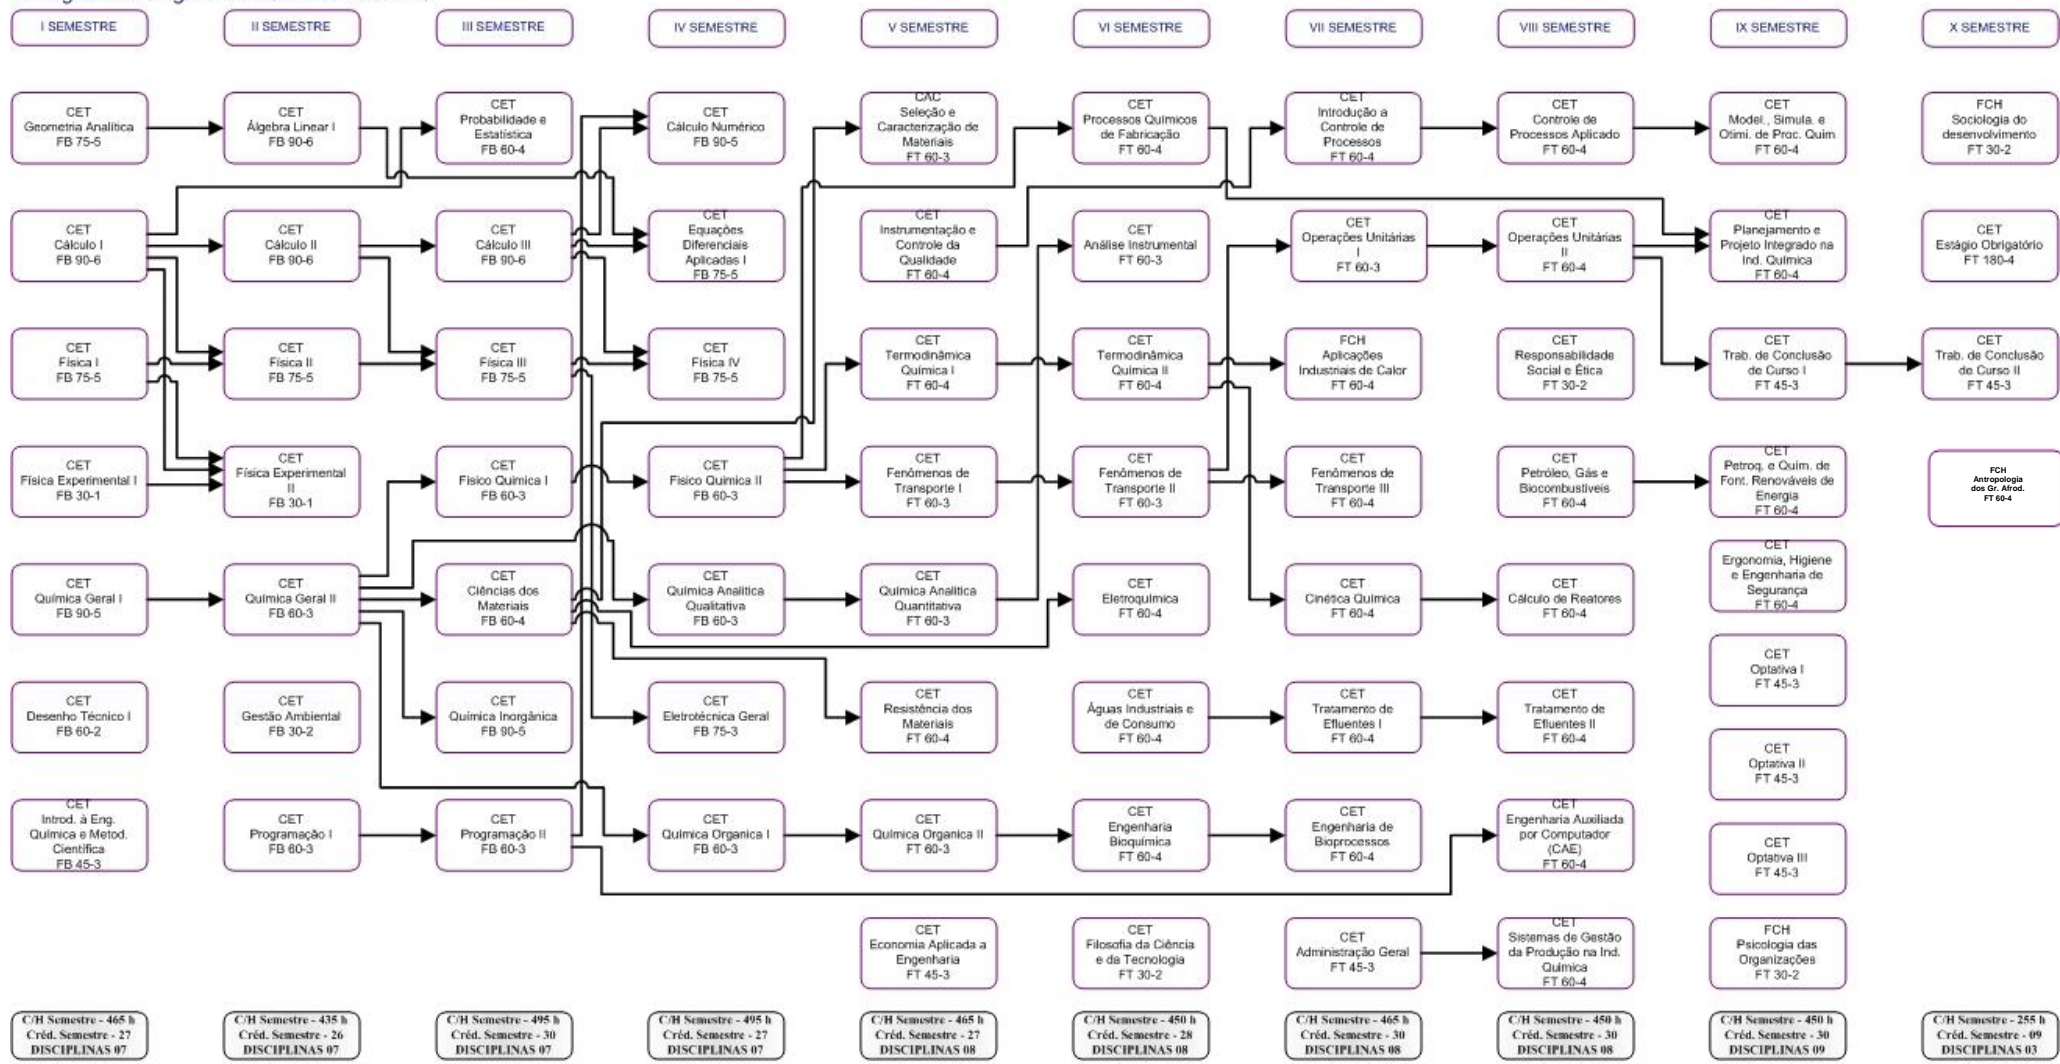 I SEMESTRE
II SEMESTRE
III SEMESTRE
IV SEMESTRE
V SEMESTRE
VI SEMESTRE
VII SEMESTRE
VIII SEMESTRE
IX SEMESTRE
X SEMESTRE
CET
Geometria Analítica
FB 75-5
CET
Álgebra Linear I
FB 90-6
CET
Probabilidade e
Estatística
FB 60-4
CET
Cálculo Numérico
FB 90-5
CAC
Seleção e
Caracterização de
Materiais
FT 60-3
CET
Processos Químicos
de Fabricação
FT 60-4
CET
Introdução a
Controle de
Processos
FT 60-4
CET
Controle de
Processos Aplicado
FT 60-4
CET
Model., Simula. e
Otimi. de Proc. Quim
FT 60-4
FCH
Sociologia do
desenvolvimento
FT 30-2
CET
Cálculo I
FB 90-6
CET
Cálculo II
FB 90-6
CET
Cálculo III
FB 90-6
CET
Equações
Diferenciais
Aplicadas I
FB 75-5
CET
Instrumentação e
Controle da
Qualidade
FT 60-4
CET
Análise Instrumental
FT 60-3
CET
Operações Unitárias
I
FT 60-3
CET
Operações Unitárias
II
FT 60-4
CET
Planejamento e
Projeto Integrado na
Ind. Química
FT 60-4
CET
Estágio Obrigatório
FT 180-4
CET
Física I
FB 75-5
CET
Física II
FB 75-5
CET
Física III
FB 75-5
CET
Física IV
FB 75-5
CET
Termodinâmica
Química I
FT 60-4
CET
Termodinâmica
Química II
FT 60-4
FCH
Aplicações
Industriais de Calor
FT 60-4
CET
Responsabilidade
Social e Ética
FT 30-2
CET
Trab. de Conclusão
de Curso I
FT 45-3
CET
Trab. de Conclusão
de Curso II
FT 45-3
CET
Física Experimental I
FB 30-1
CET
Física Experimental
II
FB 30-1
CET
Físico Química I
FB 60-3
CET
Físico Química II
FB 60-3
CET
Fenômenos de
Transporte I
FT 60-3
CET
Fenômenos de
Transporte II
FT 60-3
CET
Fenômenos de
Transporte III
FT 60-4
CET
Petróleo, Gás e
Biocombustíveis
FT 60-4
CET
Petroq. e Quim. de
Font. Renováveis de
Energia
FT 60-4
FCH
Antropologia
dos Gr. Afrod.
FT 60-4
CET
Química Geral I
FB 90-5
CET
Química Geral II
FB 60-3
CET
Ciências dos
Materiais
FB 60-4
CET
Química Analítica
Qualitativa
FB 60-3
CET
Química Analítica
Quantitativa
FT 60-3
CET
Eletroquímica
FT 60-4
CET
Cinética Química
FT 60-4
CET
Cálculo de Reatores
FT 60-4
CET
Ergonomia, Higiene
e Engenharia de
Segurança
FT 60-4
CET
Desenho Técnico I
FB 60-2
CET
Gestão Ambiental
FB 30-2
CET
Química Inorgânica
FB 90-5
CET
Eletrotécnica Geral
FB 75-3
CET
Resistência dos
Materiais
FT 60-4
CET
Águas Industriais e
de Consumo
FT 60-4
CET
Tratamento de
Efluentes I
FT 60-4
CET
Tratamento de
Efluentes II
FT 60-4
CET
Optativa I
FT 45-3
CET
Optativa II
FT 45-3
CET
Introd. à Eng.
Química e Metod.
Científica
FB 45-3
CET
Programação I
FB 60-3
CET
Programação II
FB 60-3
CET
Química Organica I
FB 60-3
CET
Química Organica II
FT 60-3
CET
Engenharia
Bioquímica
FT 60-4
CET
Engenharia de
Bioprocessos
FT 60-4
CET
Engenharia Auxiliada
por Computador
(CAE)
FT 60-4
CET
Optativa III
FT 45-3
CET
Economia Aplicada a
Engenharia
FT 45-3
CET
Filosofia da Ciência
e da Tecnologia
FT 30-2
CET
Administração Geral
FT 45-3
CET
Sistemas de Gestão
da Produção na Ind.
Química
FT 60-4
FCH
Psicologia das
Organizações
FT 30-2
C/H Semestre - 465 h
Créd. Semestre - 27
DISCIPLINAS 07
C/H Semestre - 435 h
Créd. Semestre - 26
DISCIPLINAS 07
C/H Semestre - 495 h
Créd. Semestre - 30
DISCIPLINAS 07
C/H Semestre - 495 h
Créd. Semestre - 27
DISCIPLINAS 07
C/H Semestre - 465 h
Créd. Semestre - 27
DISCIPLINAS 08
C/H Semestre - 450 h
Créd. Semestre - 28
DISCIPLINAS 08
C/H Semestre - 465 h
Créd. Semestre - 30
DISCIPLINAS 08
C/H Semestre - 450 h
Créd. Semestre - 30
DISCIPLINAS 08
C/H Semestre - 450 h
Créd. Semestre - 30
DISCIPLINAS 09
C/H Semestre - 255 h
Créd. Semestre - 09
DISCIPLINAS 03